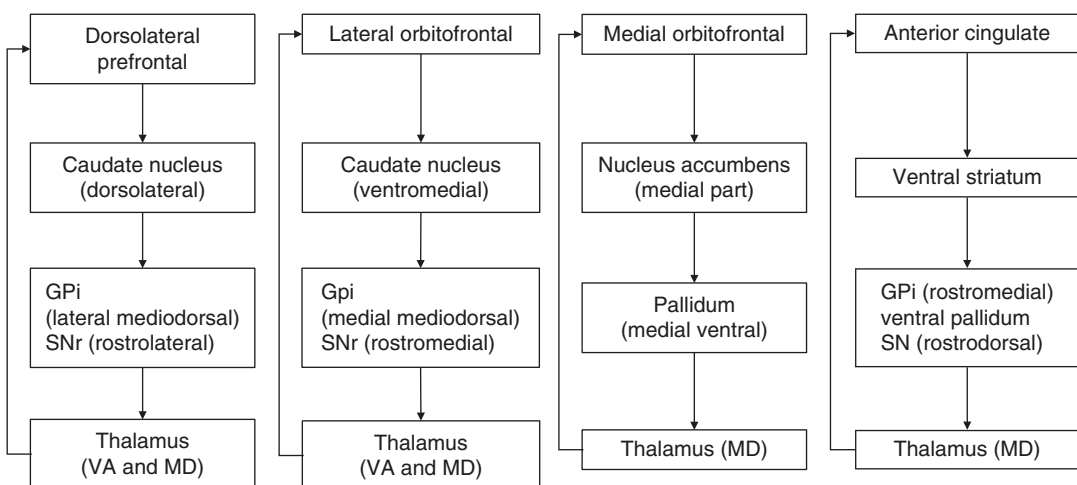 Dorsolateral
prefrontal
Caudate nucleus
(dorsolateral)
GPi
(lateral mediodorsal)
SNr (rostrolateral)
Thalamus
(VA and MD)
Lateral orbitofrontal
Caudate nucleus
(ventromedial)
Gpi
(medial mediodorsal)
SNr (rostromedial)
Thalamus
(VA and MD)
Medial orbitofrontal
Nucleus accumbens
(medial part)
Pallidum
(medial ventral)
Thalamus (MD)
Anterior cingulate
Ventral striatum
GPi (rostromedial)
ventral pallidum
SN (rostrodorsal)
Thalamus (MD)